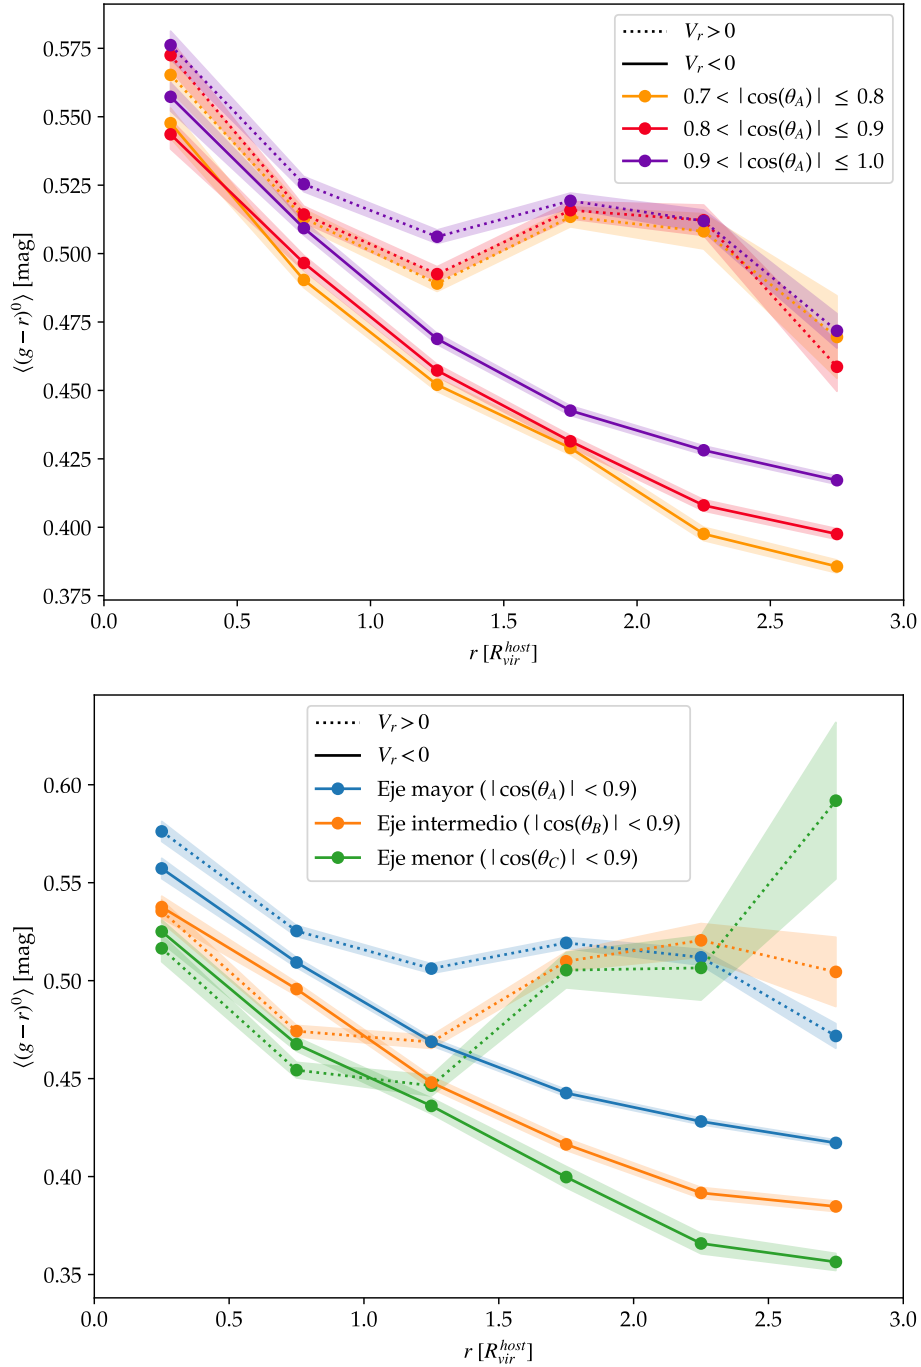 V_r > 0
V_r < 0
0.7 < |cos(θ_A)| ≤ 0.8
0.8 < |cos(θ_A)| ≤ 0.9
0.9 < |cos(θ_A)| ≤ 1.0
0.575
0.550
0.525
0.500
0.475
0.450
0.425
0.400
0.375
⟨(g − r)^0⟩ [mag]
0.0 0.5 1.0 1.5 2.0 2.5 3.0
r [R_{vir}^{host}]
V_r > 0
V_r < 0
Eje mayor (|cos(θ_A)| < 0.9)
Eje intermedio (|cos(θ_B)| < 0.9)
Eje menor (|cos(θ_C)| < 0.9)
0.60
0.55
0.50
0.45
0.40
0.35
⟨(g − r)^0⟩ [mag]
0.0 0.5 1.0 1.5 2.0 2.5 3.0
r [R_{vir}^{host}]